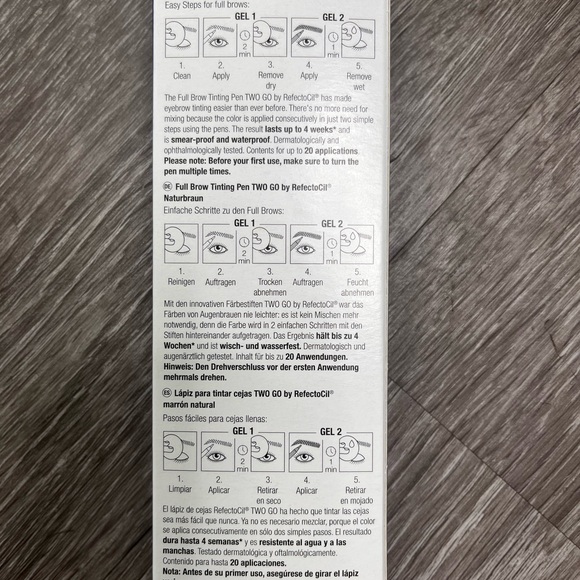 Easy Steps for full brows:
GEL 1 GEL 2
2 min 1 min
1. 2. 3. 4. 5.
Clean Apply Remove Apply Remove
dry wet
The Full Brow Tinting Pen TWO GO by RefectoCil® has made
eyebrow tinting easier than ever before. There's no more need for
mixing because the color is applied consecutively in just two simple
steps using the pens. The result lasts up to 4 weeks* and
is smear-proof and waterproof. Dermatologically and
ophthalmologically tested. Contents for up to 20 applications.
Please note: Before your first use, make sure to turn the
pen multiple times.
DE Full Brow Tinting Pen TWO GO by RefectoCil®
Naturbraun
Einfache Schritte zu den Full Brows:
GEL 1 GEL 2
2 min 1 min
1. 2. 3. 4. 5.
Reinigen Auftragen Trocken Auftragen Feucht
abnehmen abnehmen
Mit den innovativen Färbestiften TWO GO by RefectoCil® war das
Färben von Augenbrauen nie leichter: es ist kein Mischen mehr
notwendig, denn die Farbe wird in 2 einfachen Schritten mit den
Stiften hintereinander aufgetragen. Das Ergebnis hält bis zu 4
Wochen* und ist wisch- und wasserfest. Dermatologisch und
augenärztlich getestet. Inhalt für bis zu 20 Anwendungen.
Hinweis: Den Drehverschluss vor der ersten Anwendung
mehrmals drehen.
ES Lápiz para tintar cejas TWO GO by RefectoCil®
marrón natural
Pasos fáciles para cejas llenas:
GEL 1 GEL 2
2 min 1 min
1. 2. 3. 4. 5.
Limpiar Aplicar Retirar Aplicar Retirar
en seco en mojado
El lápiz de cejas RefectoCil® TWO GO ha hecho que tintar las cejas
sea más fácil que nunca. Ya no es necesario mezclar, porque el color
se aplica consecutivamente en sólo dos simples pasos. El resultado
dura hasta 4 semanas* y es resistente al agua y a las
manchas. Testado dermatológica y oftalmológicamente.
Contenido para hasta 20 aplicaciones.
Nota: Antes de su primer uso, asegúrese de girar el lápiz